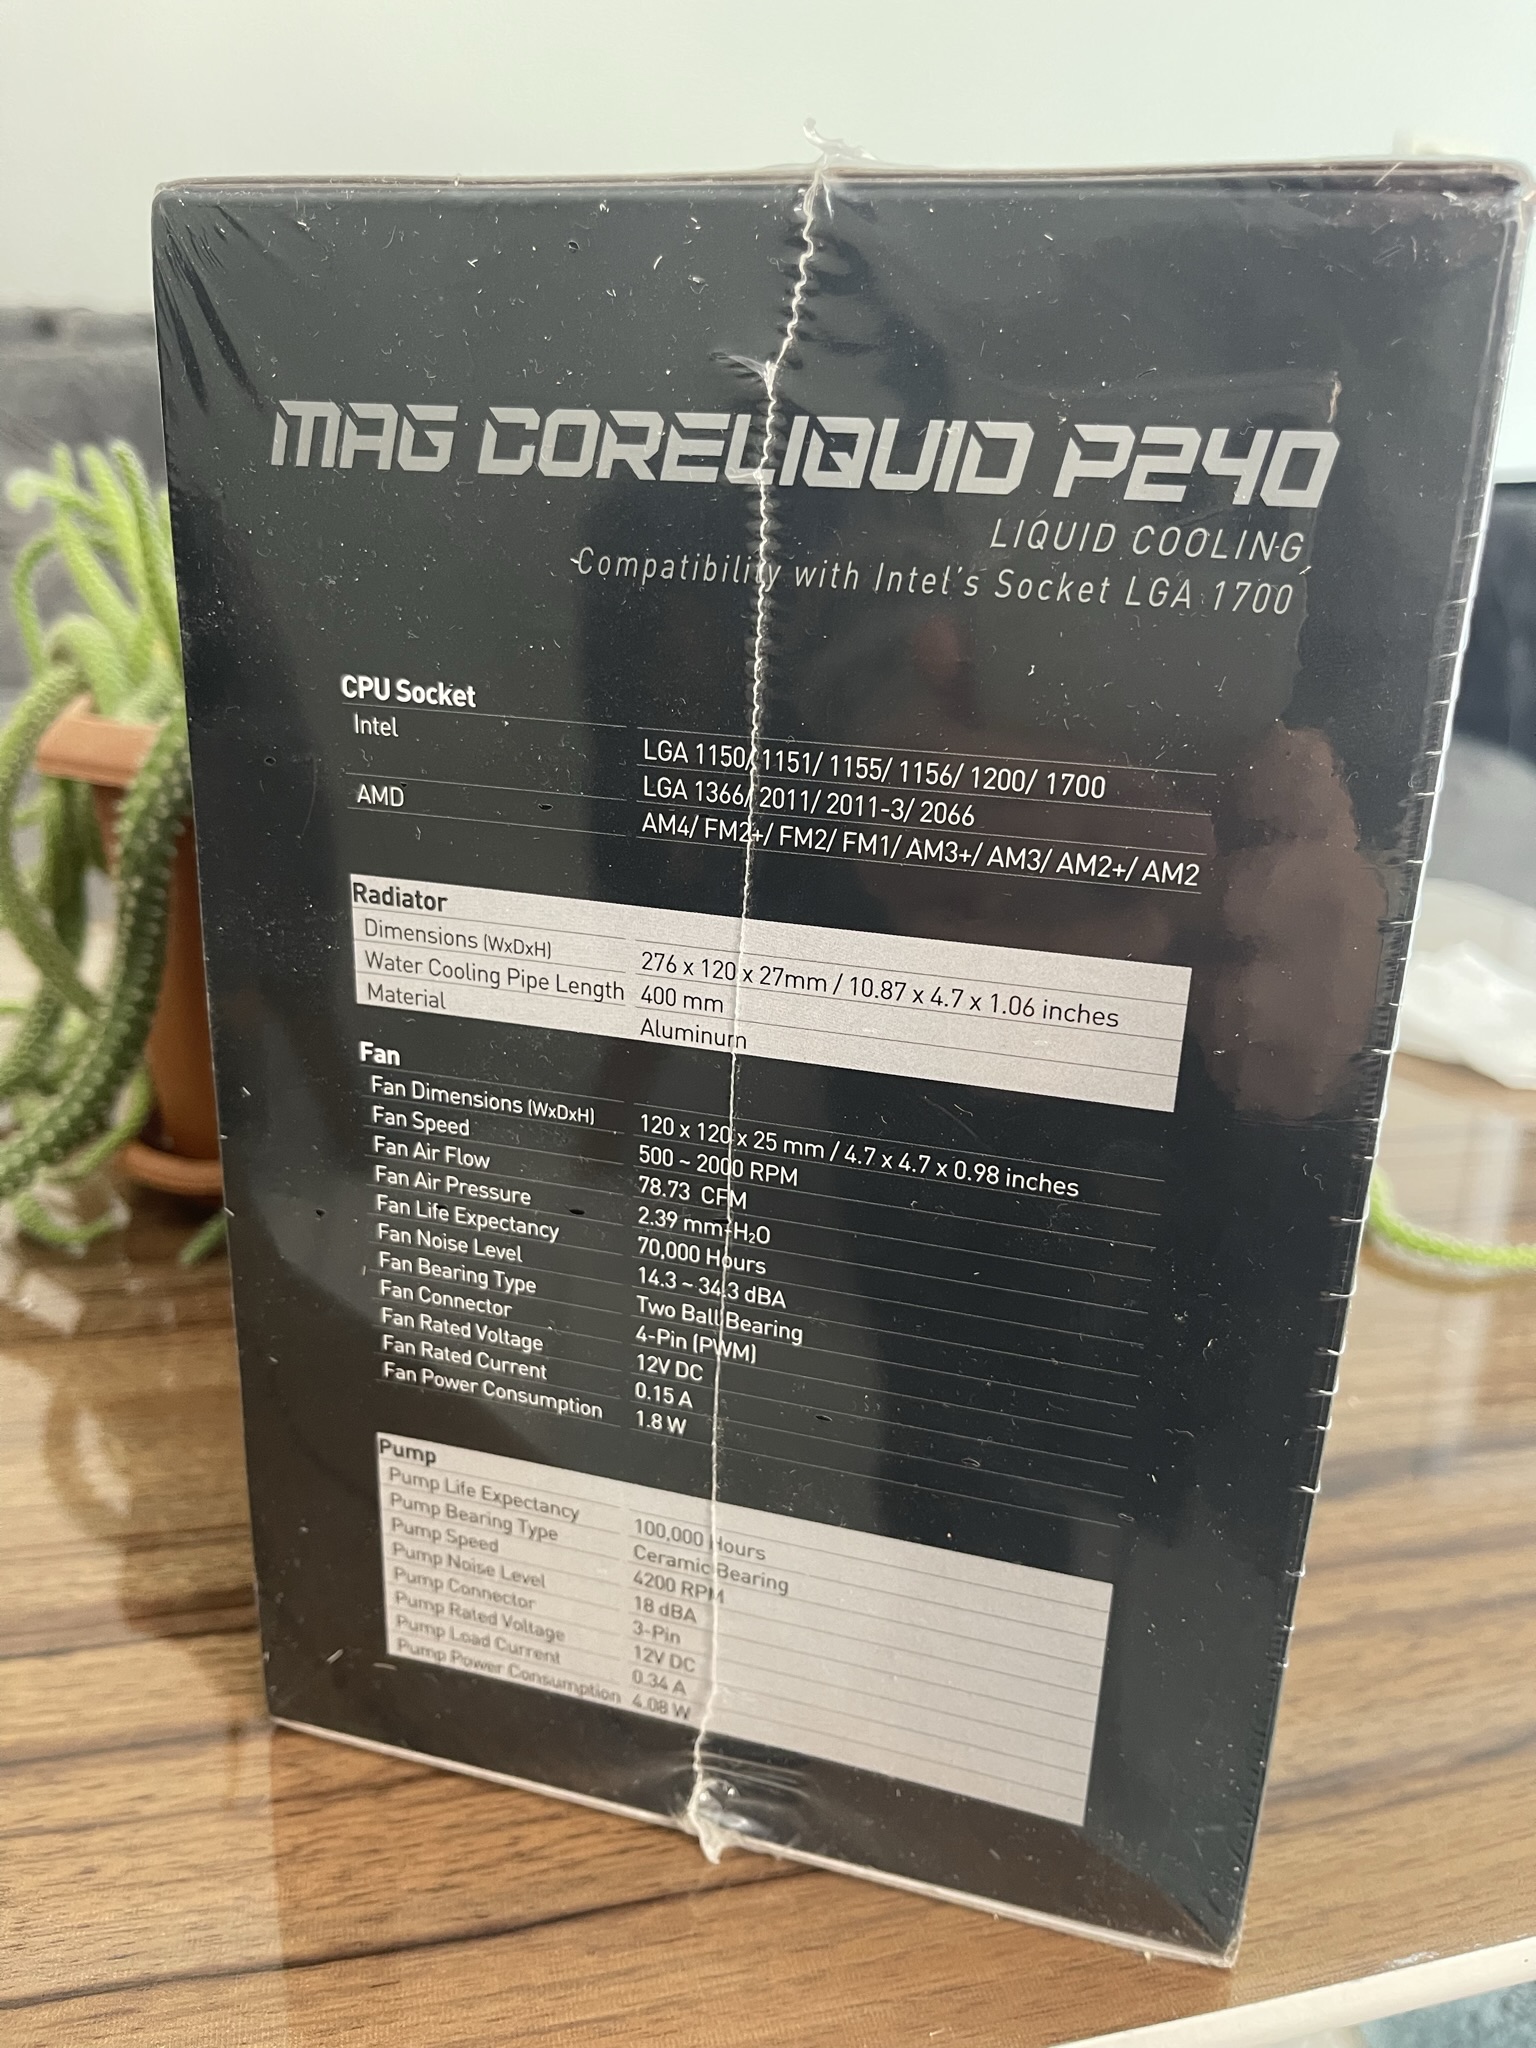 MAG CORELIQUID P240
LIQUID COOLING
Compatibility with Intel's Socket LGA 1700
CPU Socket
Intel LGA 1150/ 1151/ 1155/ 1156/ 1200/ 1700
LGA 1366/ 2011/ 2011-3/ 2066
AMD AM4/ FM2+/ FM2/ FM1/ AM3+/ AM3/ AM2+/ AM2
Radiator
Dimensions (WxDxH) 276 x 120 x 27mm / 10.87 x 4.7 x 1.06 inches
Water Cooling Pipe Length 400 mm
Material Aluminum
Fan
Fan Dimensions (WxDxH) 120 x 120 x 25 mm / 4.7 x 4.7 x 0.98 inches
Fan Speed 500 ~ 2000 RPM
Fan Air Flow 78.73 CFM
Fan Air Pressure 2.39 mm-H₂O
Fan Life Expectancy 70,000 Hours
Fan Noise Level 14.3 ~ 34.3 dBA
Fan Bearing Type Two Ball Bearing
Fan Connector 4-Pin (PWM)
Fan Rated Voltage 12V DC
Fan Rated Current 0.15 A
Fan Power Consumption 1.8 W
Pump
Pump Life Expectancy 100,000 Hours
Pump Bearing Type Ceramic Bearing
Pump Speed 4200 RPM
Pump Noise Level 18 dBA
Pump Connector 3-Pin
Pump Rated Voltage 12V DC
Pump Load Current 0.34 A
Pump Power Consumption 4.08 W